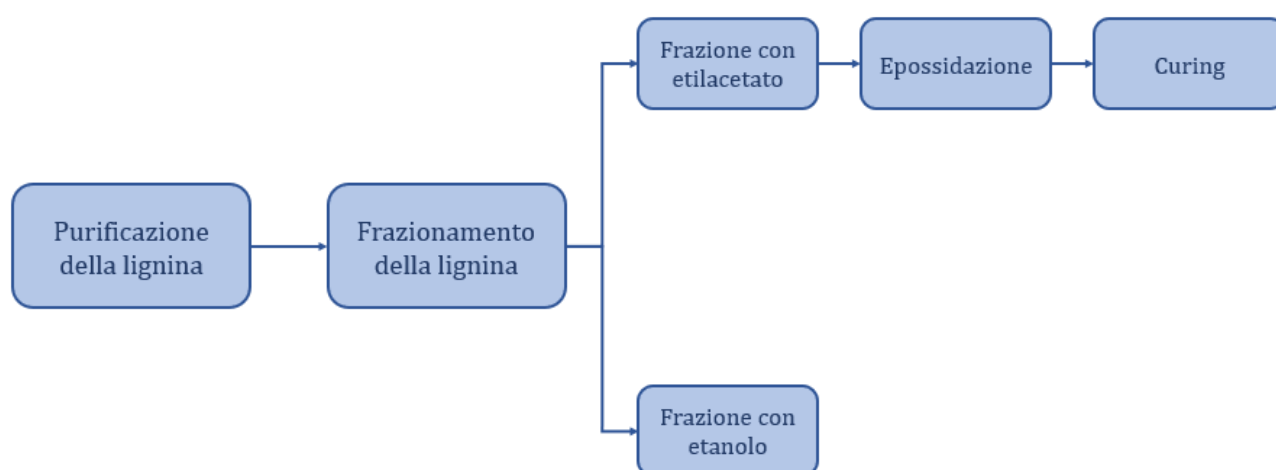 Purificazione
della lignina
Frazionamento
della lignina
Frazione con
etilacetato
Epossidazione
Curing
Frazione con
etanolo